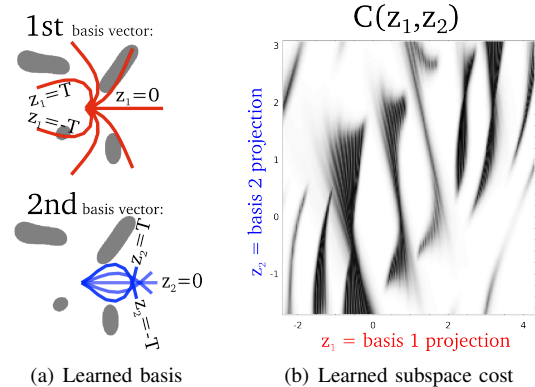 1st basis vector:
z₁=T
z₁=0
z₁=-T
2nd basis vector:
z₂=T
z₂=0
z₂=-T
(a) Learned basis
C(z₁,z₂)
z₂ = basis 2 projection
3
2
1
0
-1
-2
0
2
4
z₁ = basis 1 projection
(b) Learned subspace cost